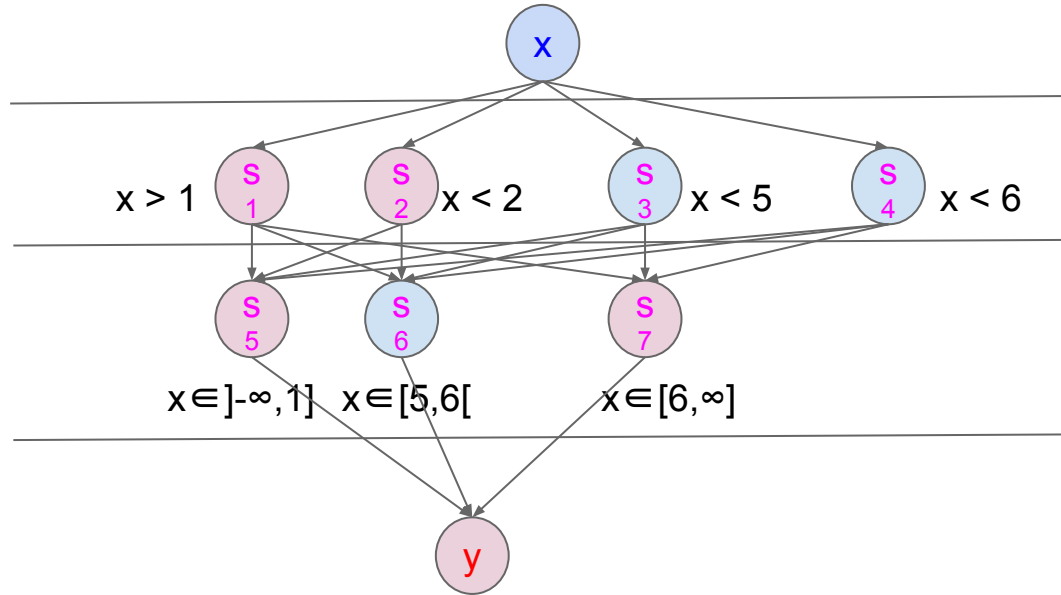 x
s
1
x > 1
s
2
x < 2
s
3
x < 5
s
4
x < 6
s
5
s
6
s
7
x∈]-∞,1]
x∈[5,6[
x∈[6,∞]
y